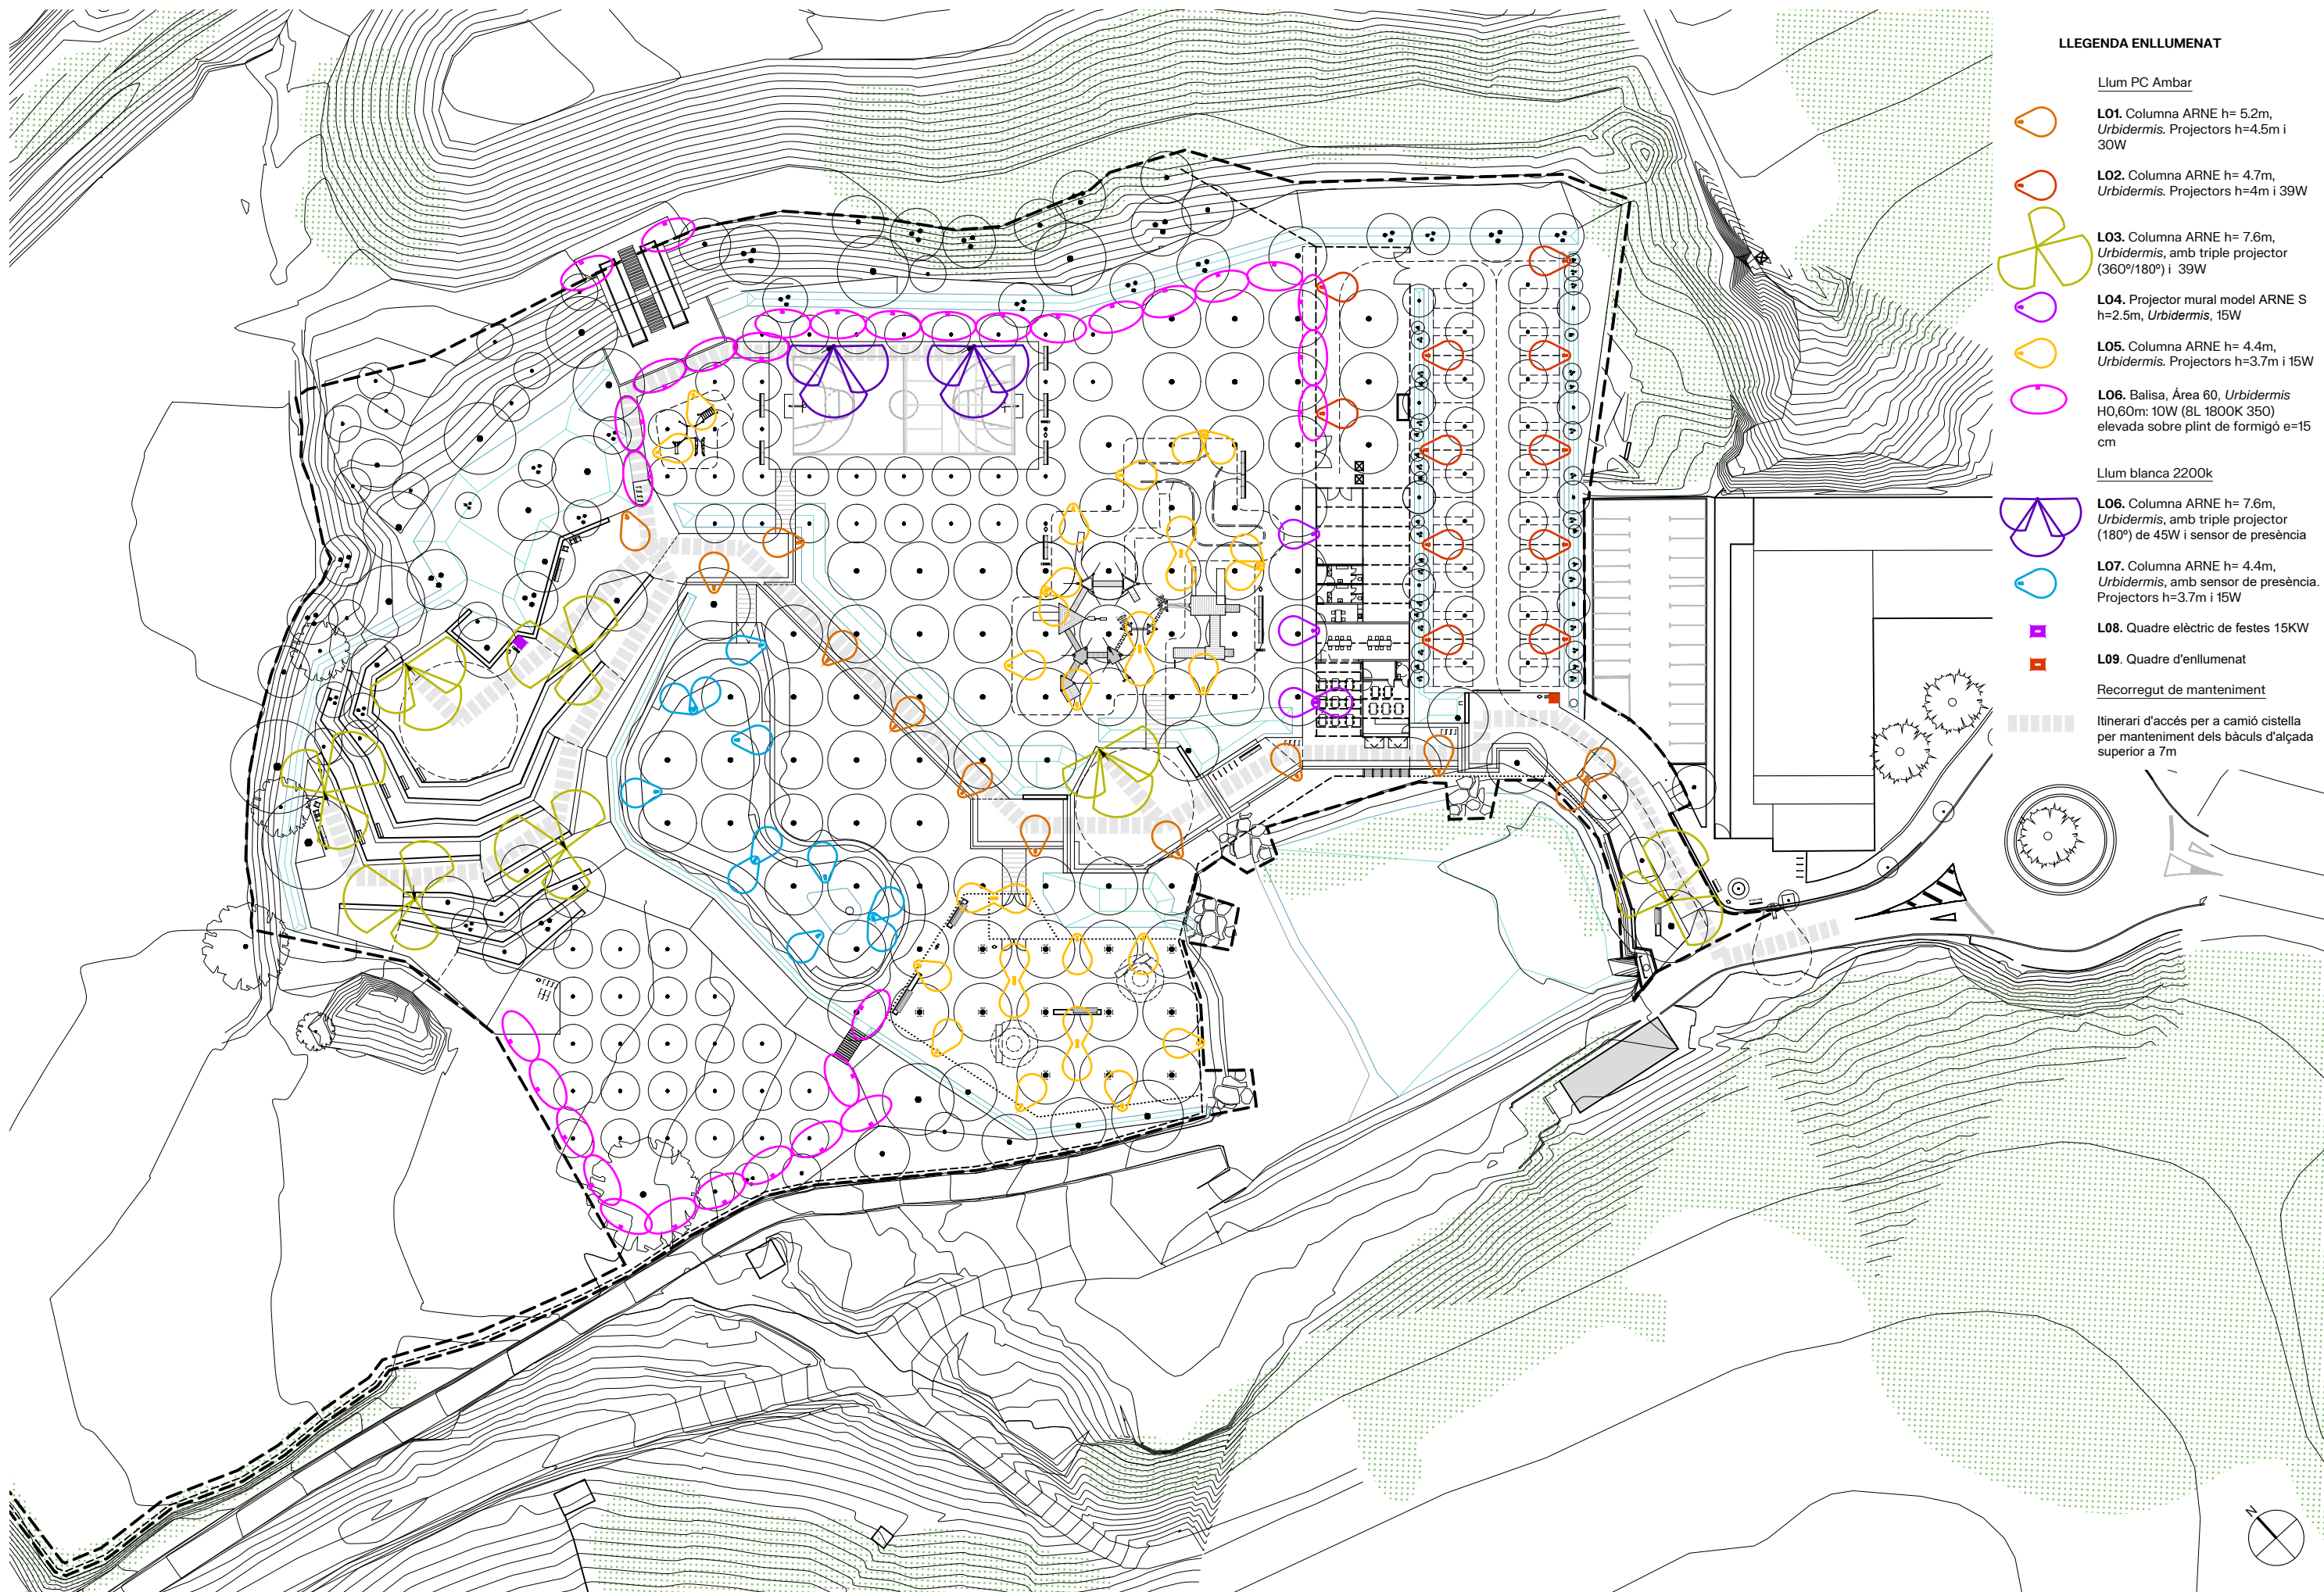 LLEGENDA ENLLUMENAT
Llum PC Ambar
L01. Columna ARNE h= 5.2m,
Urbidermis. Projectors h=4.5m i
30W
L02. Columna ARNE h= 4.7m,
Urbidermis. Projectors h=4m i 39W
L03. Columna ARNE h= 7.6m,
Urbidermis, amb triple projector
(360º/180º) i 39W
L04. Projector mural model ARNE S
h=2.5m, Urbidermis, 15W
L05. Columna ARNE h= 4.4m,
Urbidermis. Projectors h=3.7m i 15W
L06. Balisa, Área 60, Urbidermis
H0,60m: 10W (8L 1800K 350)
elevada sobre plint de formigó e=15
cm
Llum blanca 2200k
L06. Columna ARNE h= 7.6m,
Urbidermis, amb triple projector
(180º) de 45W i sensor de presència
L07. Columna ARNE h= 4.4m,
Urbidermis, amb sensor de presència.
Projectors h=3.7m i 15W
L08. Quadre elèctric de festes 15KW
L09. Quadre d'enllumenat
Recorregut de manteniment
Itinerari d'accés per a camió cistella
per manteniment dels bàculs d'alçada
superior a 7m
N